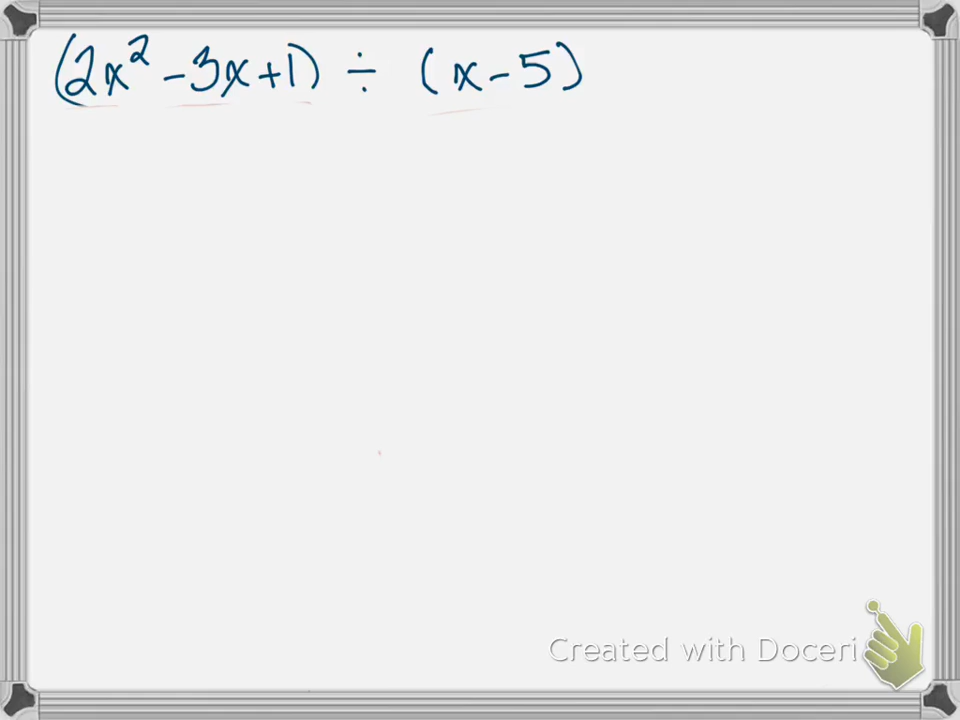 (2x² - 3x + 1) ÷ (x - 5)
Created with Doceri